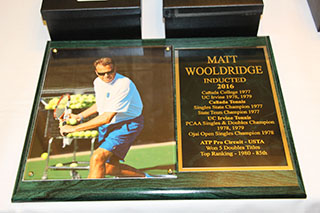 MATT
WOOLDRIDGE
INDUCTED
2016
Cañada College 1977
UC Irvine 1978, 1979
Cañada Tennis
Singles State Champion 1977
State Team Champion 1977
UC Irvine Tennis
PCAA Singles & Doubles Champion
1978, 1979
Ojai Open Singles Champion 1978
ATP Pro Circuit - USTA
Won 5 Doubles Titles
Top Ranking - 1980 - 85th